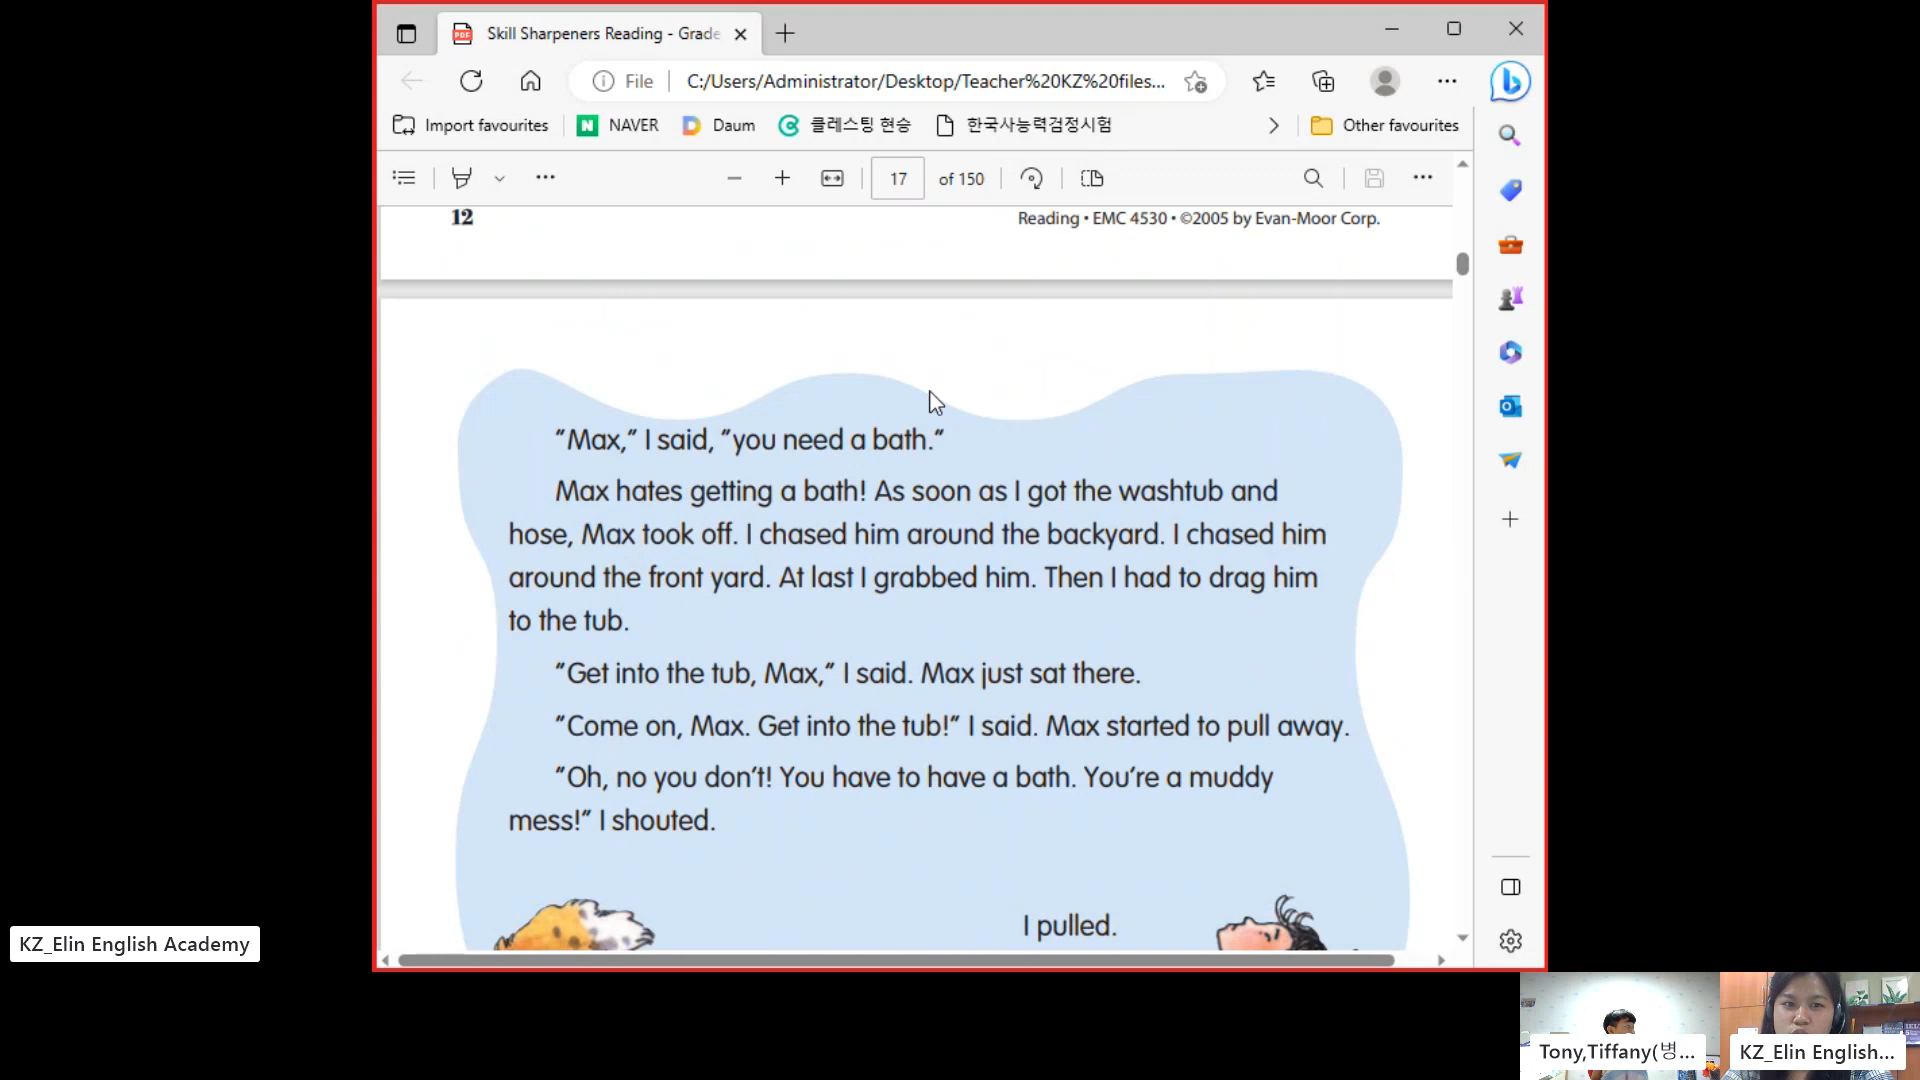 Skill Sharpeners Reading - Grade
File
C:/Users/Administrator/Desktop/Teacher%20KZ%20files...
Import favourites
NAVER
Daum
클레스팅 현승
한국사능력검정시험
Other favourites
17 of 150
12
Reading • EMC 4530 • ©2005 by Evan-Moor Corp.
"Max," I said, "you need a bath."
Max hates getting a bath! As soon as I got the washtub and
hose, Max took off. I chased him around the backyard. I chased him
around the front yard. At last I grabbed him. Then I had to drag him
to the tub.
"Get into the tub, Max," I said. Max just sat there.
"Come on, Max. Get into the tub!" I said. Max started to pull away.
"Oh, no you don't! You have to have a bath. You're a muddy
mess!" I shouted.
I pulled.
KZ_Elin English Academy
Tony,Tiffany(병...
KZ_Elin English...